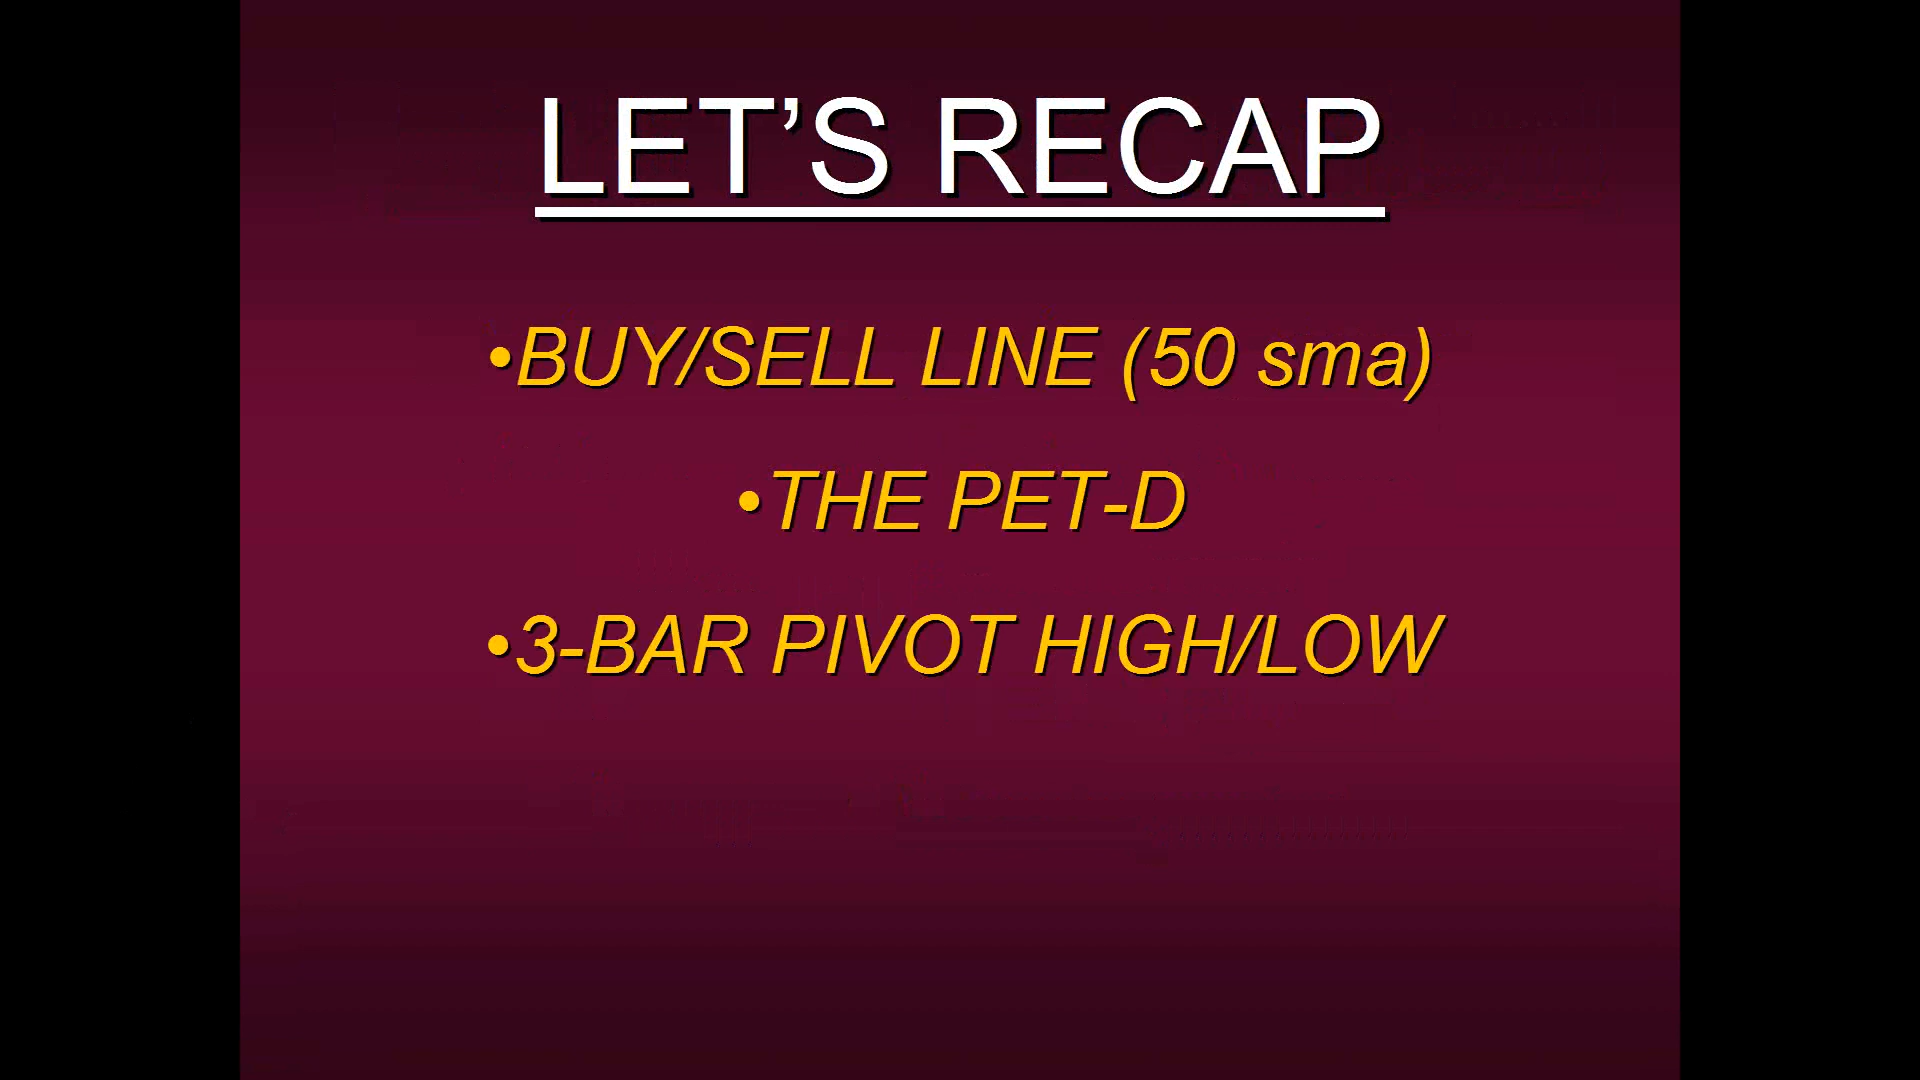 LET’S RECAP
•BUY/SELL LINE (50 sma)
•THE PET-D
•3-BAR PIVOT HIGH/LOW